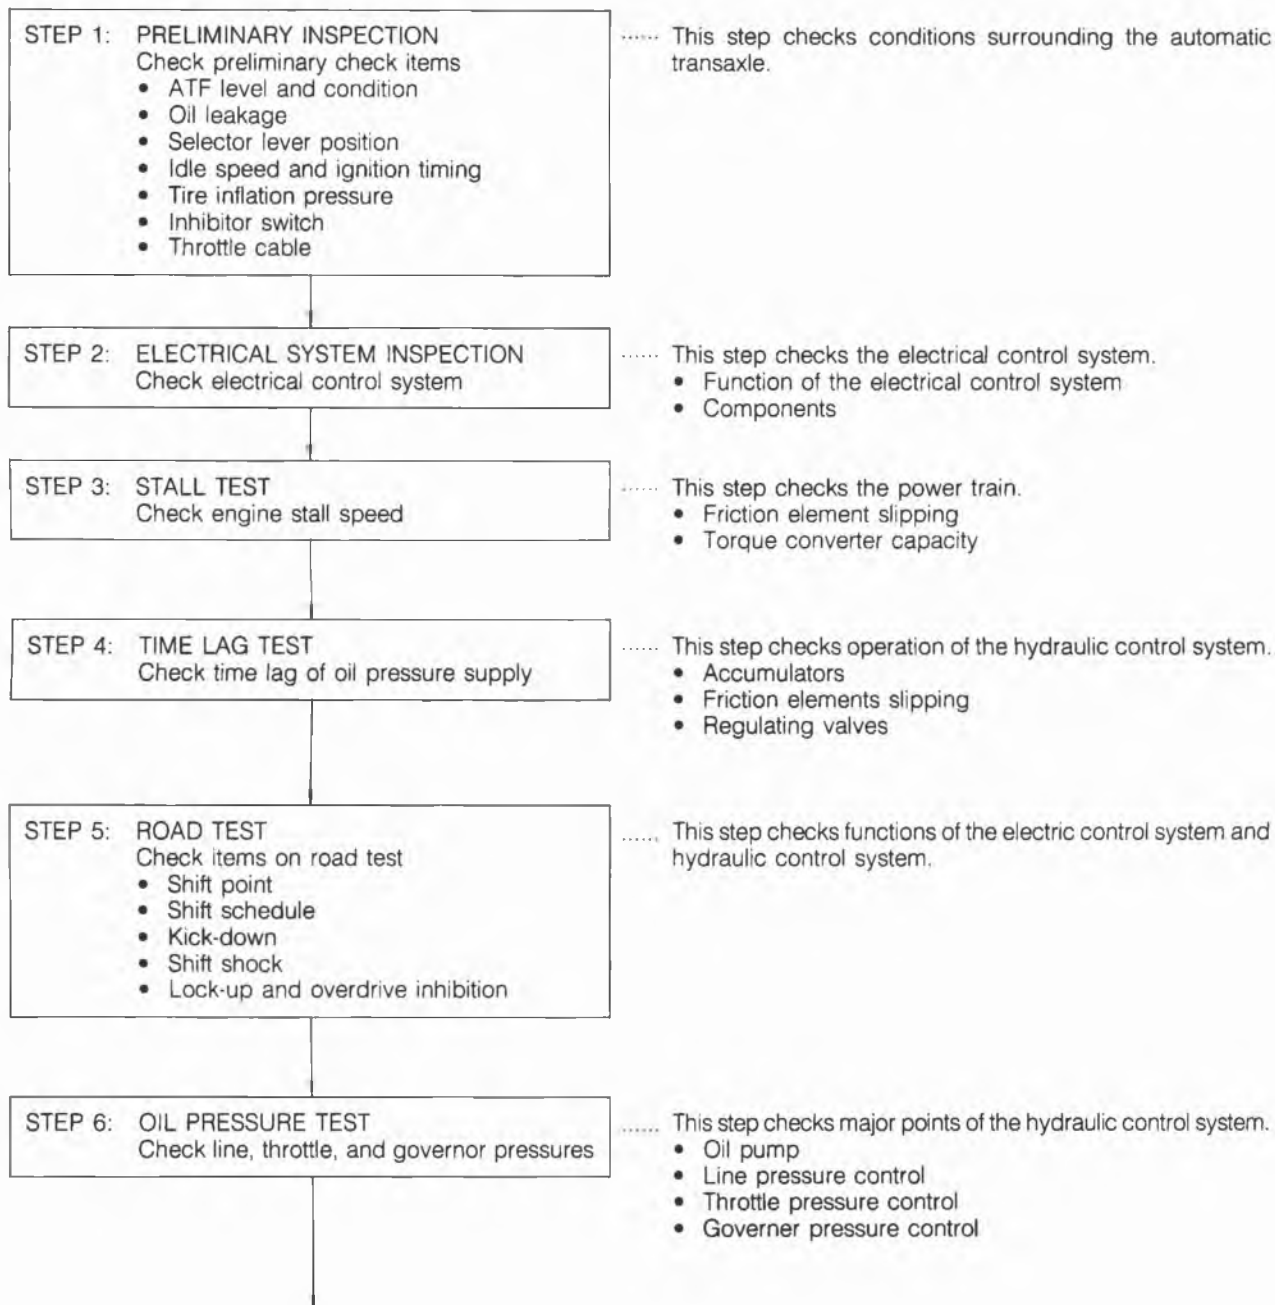 STEP 1: PRELIMINARY INSPECTION
Check preliminary check items
• ATF level and condition
• Oil leakage
• Selector lever position
• Idle speed and ignition timing
• Tire inflation pressure
• Inhibitor switch
• Throttle cable
...... This step checks conditions surrounding the automatic
transaxle.
STEP 2: ELECTRICAL SYSTEM INSPECTION
Check electrical control system
...... This step checks the electrical control system.
• Function of the electrical control system
• Components
STEP 3: STALL TEST
Check engine stall speed
...... This step checks the power train.
• Friction element slipping
• Torque converter capacity
STEP 4: TIME LAG TEST
Check time lag of oil pressure supply
...... This step checks operation of the hydraulic control system.
• Accumulators
• Friction elements slipping
• Regulating valves
STEP 5: ROAD TEST
Check items on road test
• Shift point
• Shift schedule
• Kick-down
• Shift shock
• Lock-up and overdrive inhibition
...... This step checks functions of the electric control system and
hydraulic control system.
STEP 6: OIL PRESSURE TEST
Check line, throttle, and governor pressures
...... This step checks major points of the hydraulic control system.
• Oil pump
• Line pressure control
• Throttle pressure control
• Governer pressure control